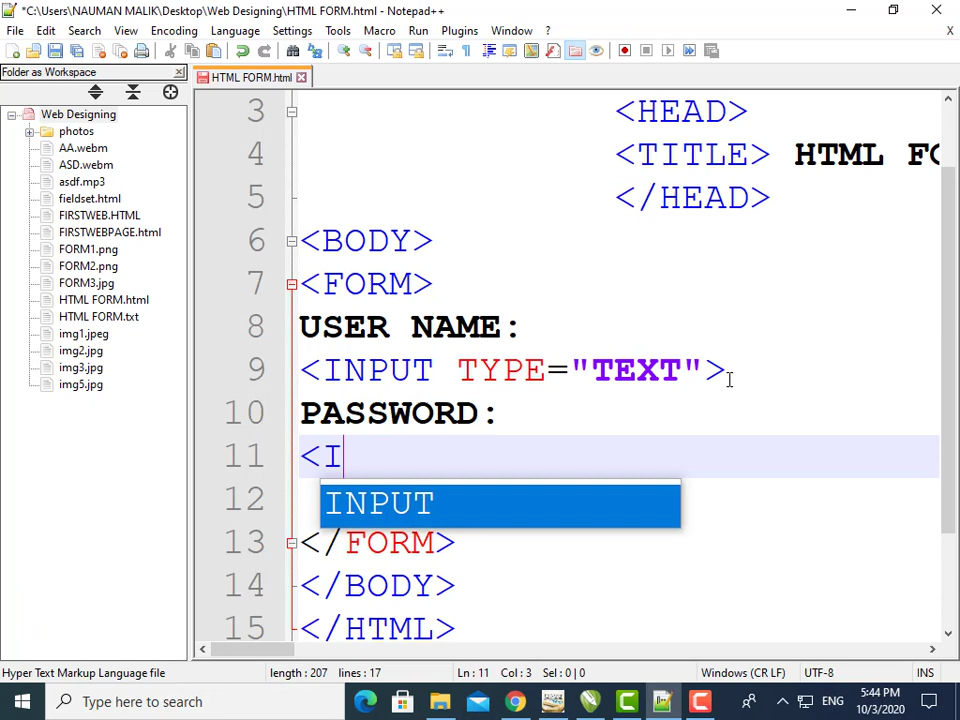 *C:\Users\NAUMAN MALIK\Desktop\Web Designing\HTML FORM.html - Notepad++
File Edit Search View Encoding Language Settings Tools Macro Run Plugins Window ? X
Folder as Workspace
HTML FORM.html
Web Designing
photos
AA.webm
ASD.webm
asdf.mp3
fieldset.html
FIRSTWEB.HTML
FIRSTWEBPAGE.html
FORM1.png
FORM2.png
FORM3.jpg
HTML FORM.html
HTML FORM.txt
img1.jpeg
img2.jpg
img3.jpg
img5.jpg
3 <HEAD>
4 <TITLE> HTML FO
5 </HEAD>
6 <BODY>
7 <FORM>
8 USER NAME:
9 <INPUT TYPE="TEXT">
10 PASSWORD:
11 <I
12 INPUT
13 </FORM>
14 </BODY>
15 </HTML>
Hyper Text Markup Language file length : 207 lines : 17 Ln : 11 Col : 3 Sel : 0 | 0 Windows (CR LF) UTF-8 INS
Type here to search ENG 5:44 PM
10/3/2020